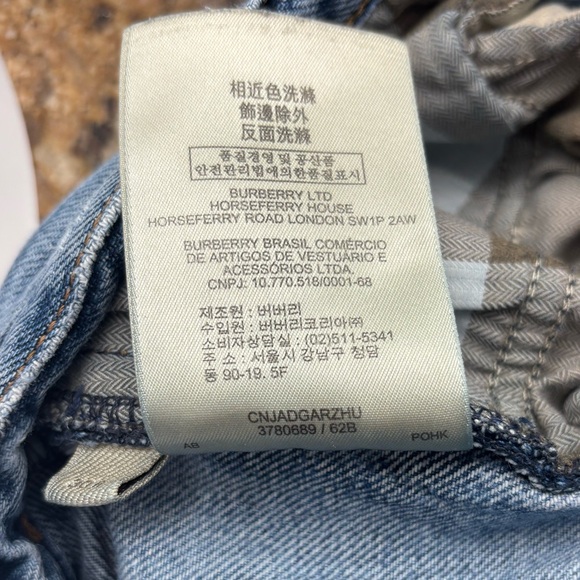 相近色洗滌
飾邊除外
反面洗滌
품질경영 및 공산품
안전관리법에의한품질표시
BURBERRY LTD
HORSEFERRY HOUSE
HORSEFERRY ROAD LONDON SW1P 2AW
BURBERRY BRASIL COMÉRCIO
DE ARTIGOS DE VESTUÁRIO E
ACESSÓRIOS LTDA.
CNPJ: 10.770.516/0001-68
제조원 : 버버리
수입원 : 버버리코리아㈜
소비자상담실 : (02)511-5341
주소 : 서울시 강남구 청담
동 90-19. 5F
CNJADGARZHU
3780689 / 62B
AB POHK